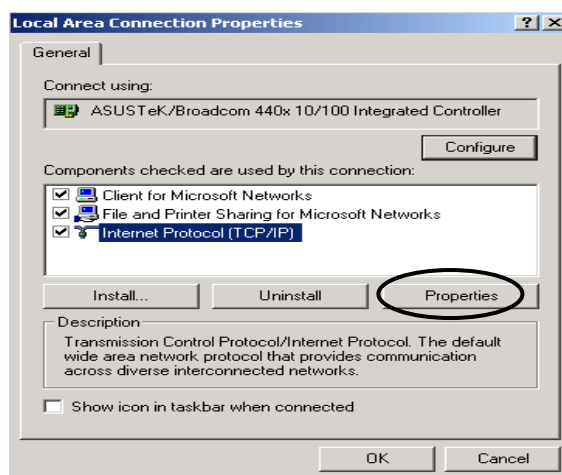 Local Area Connection Properties
General
Connect using:
ASUSTeK/Broadcom 440x 10/100 Integrated Controller
Configure
Components checked are used by this connection:
Client for Microsoft Networks
File and Printer Sharing for Microsoft Networks
Internet Protocol (TCP/IP)
Install... Uninstall Properties
Description
Transmission Control Protocol/Internet Protocol. The default
wide area network protocol that provides communication
across diverse interconnected networks.
Show icon in taskbar when connected
OK Cancel